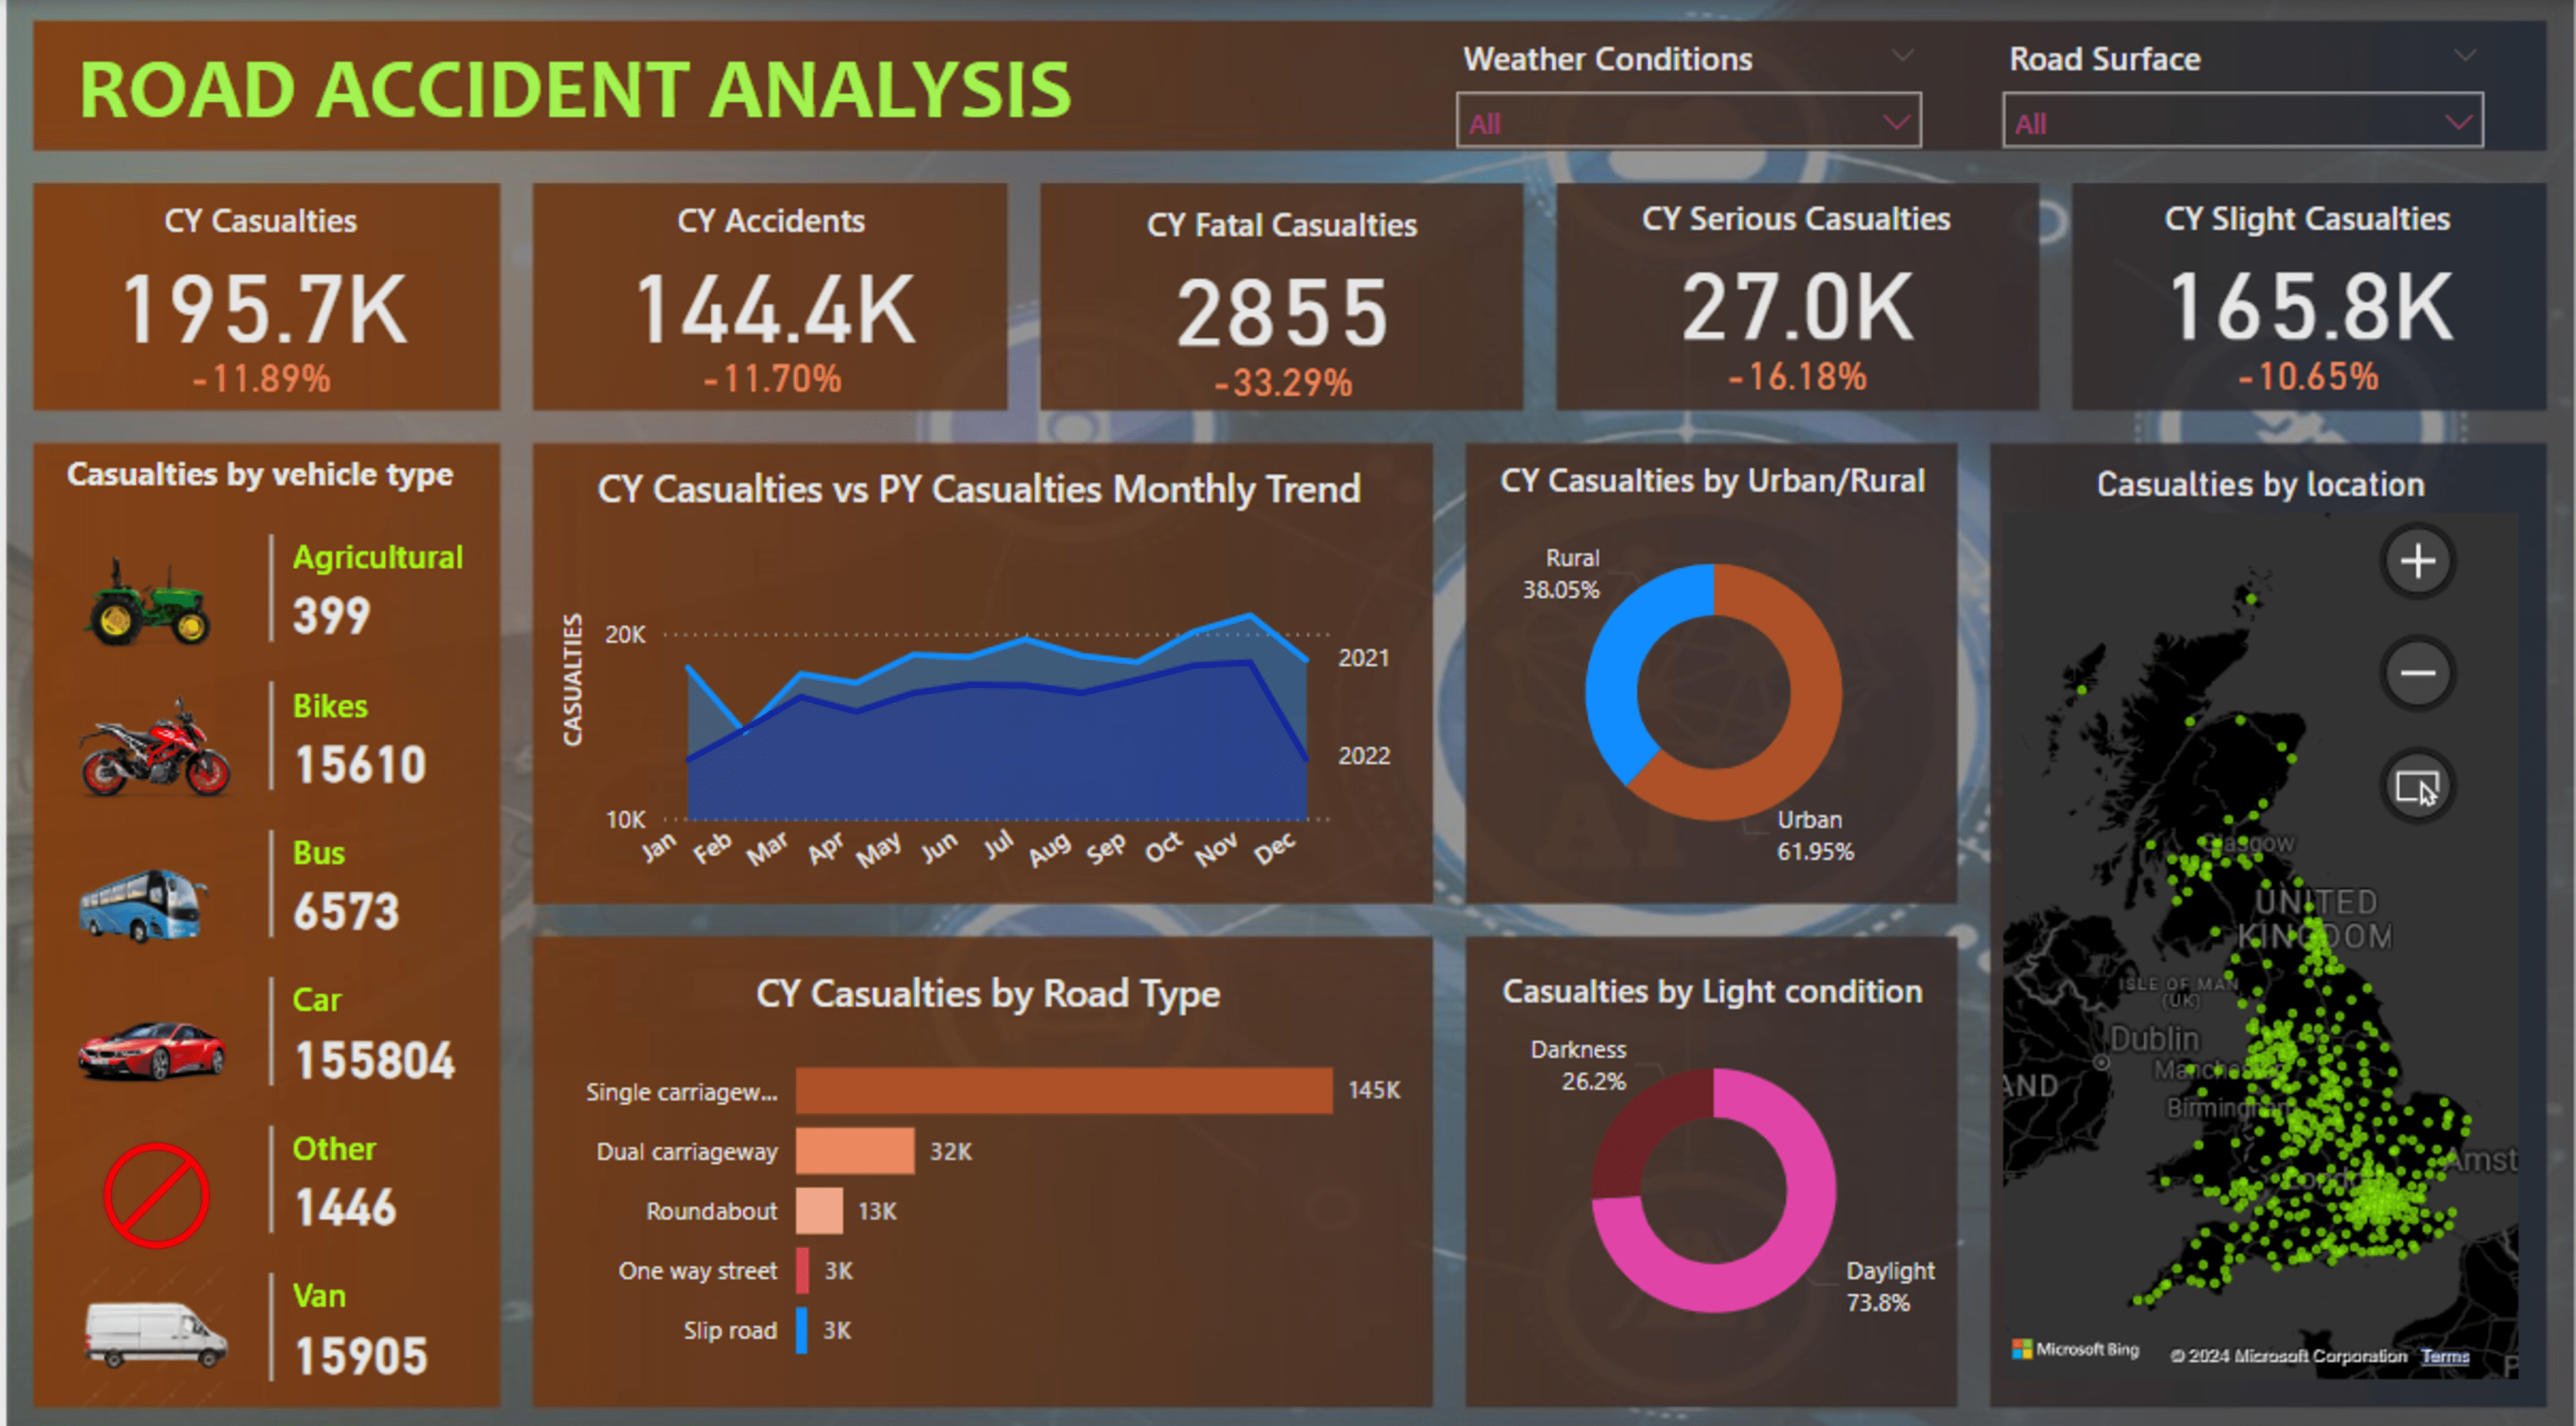 ROAD ACCIDENT ANALYSIS
Weather Conditions
All
Road Surface
All
CY Casualties
195.7K
-11.89%
CY Accidents
144.4K
-11.70%
CY Fatal Casualties
2855
-33.29%
CY Serious Casualties
27.0K
-16.18%
CY Slight Casualties
165.8K
-10.65%
Casualties by vehicle type
Agricultural
399
Bikes
15610
Bus
6573
Car
155804
Other
1446
Van
15905
CY Casualties vs PY Casualties Monthly Trend
CASUALTIES
20K
10K
2021
2022
Jan
Feb
Mar
Apr
May
Jun
Jul
Aug
Sep
Oct
Nov
Dec
CY Casualties by Road Type
Single carriagew...
145K
Dual carriageway
32K
Roundabout
13K
One way street
3K
Slip road
3K
CY Casualties by Urban/Rural
Rural
38.05%
Urban
61.95%
Casualties by Light condition
Darkness
26.2%
Daylight
73.8%
Casualties by location
Glasgow
UNITED
KINGDOM
ISLE OF MAN
(UK)
Dublin
AND
Birmingham
Amst
Microsoft Bing
© 2024 Microsoft Corporation
Terms